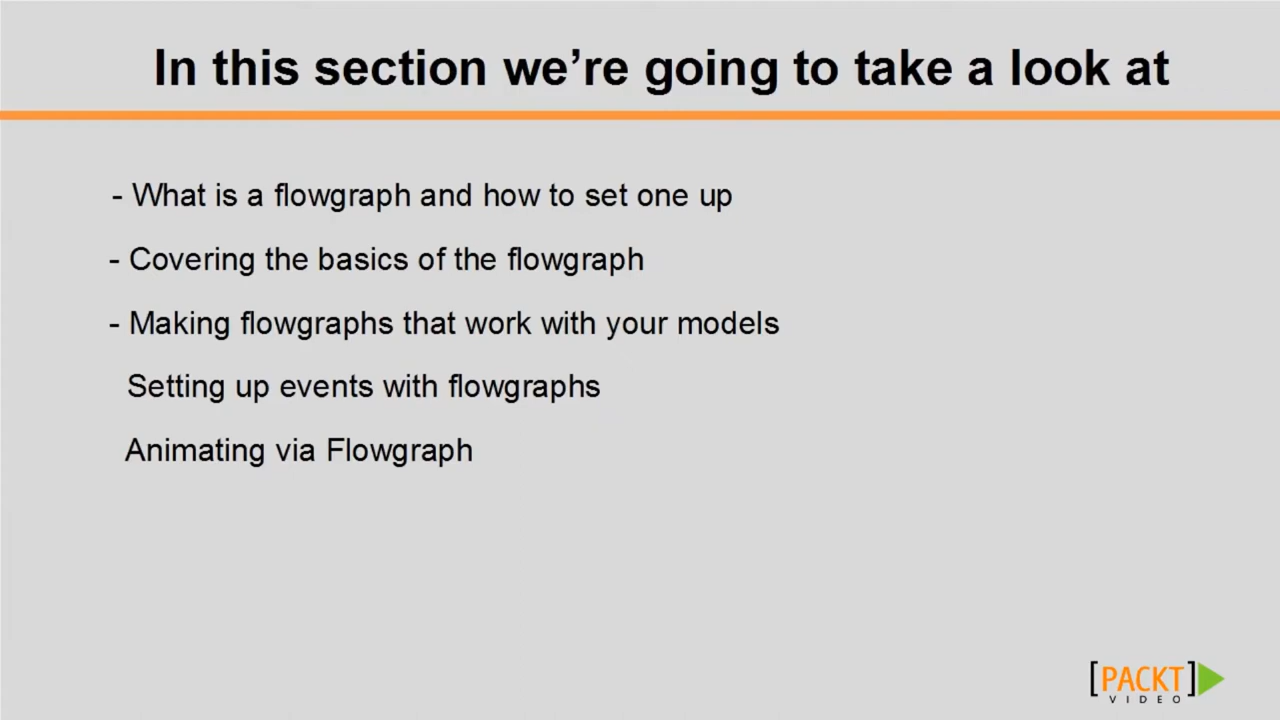 In this section we're going to take a look at
- What is a flowgraph and how to set one up
- Covering the basics of the flowgraph
- Making flowgraphs that work with your models
Setting up events with flowgraphs
Animating via Flowgraph
[PACKT]
VIDEO